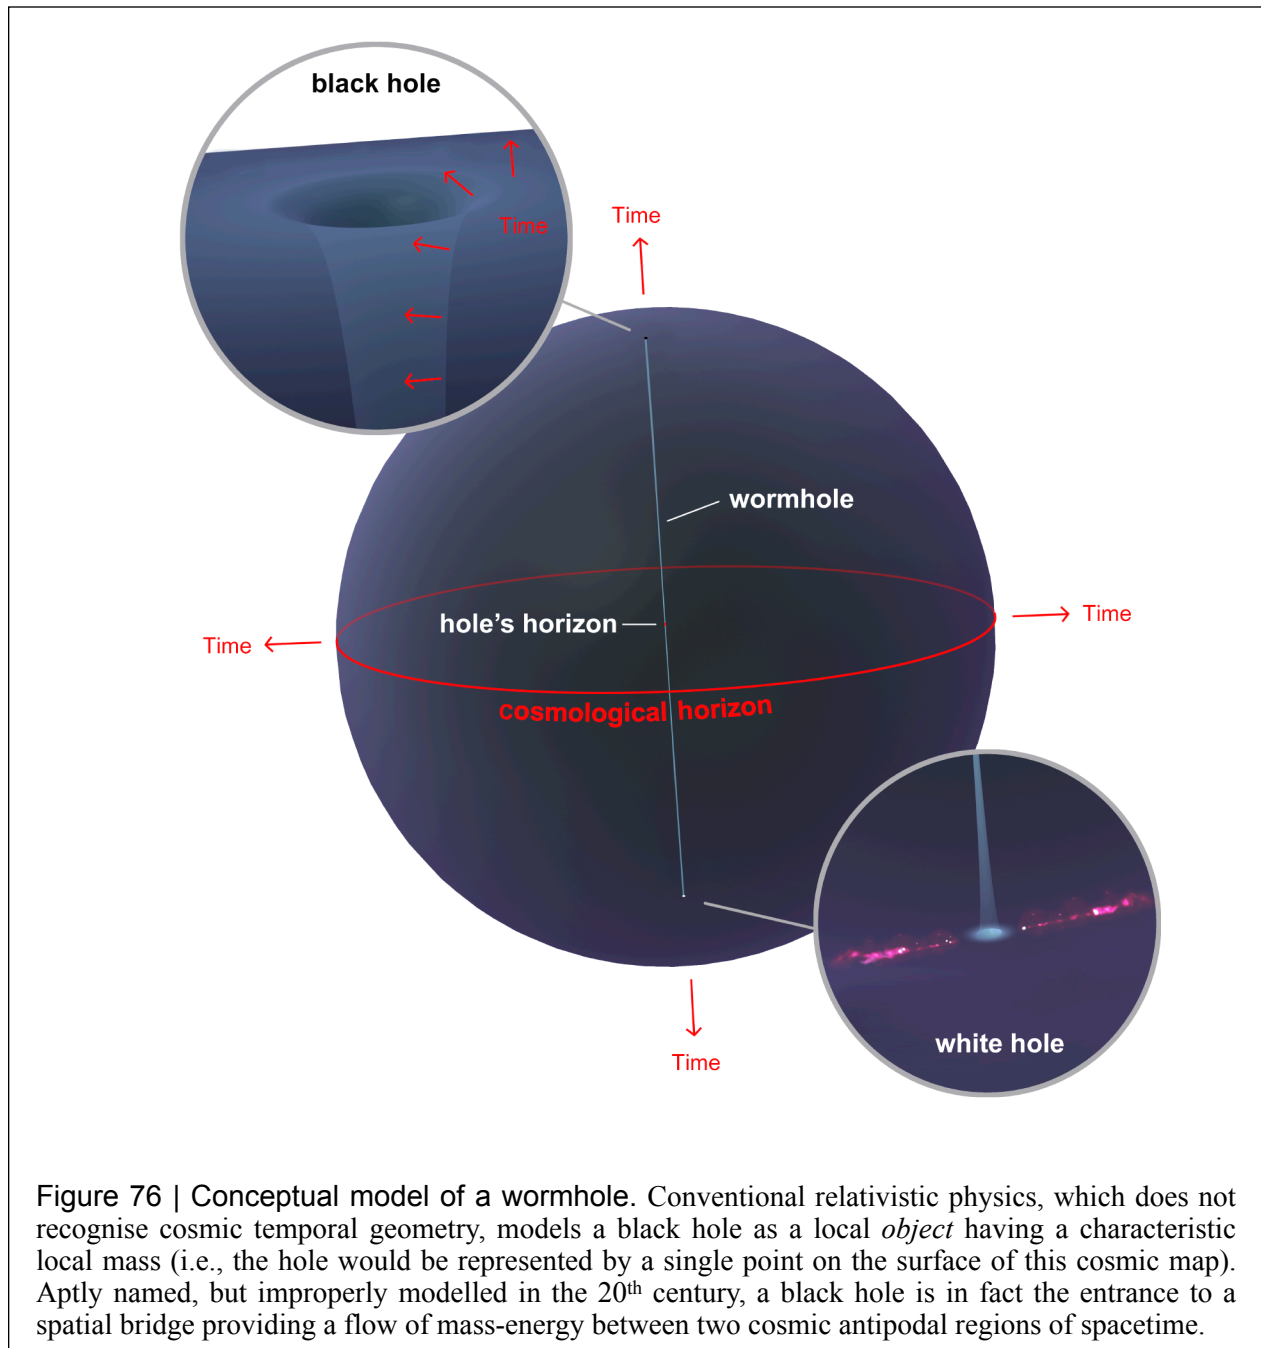 black hole
Time
Time
wormhole
hole's horizon
Time
Time
cosmological horizon
white hole
Time
Figure 76 | Conceptual model of a wormhole. Conventional relativistic physics, which does not
recognise cosmic temporal geometry, models a black hole as a local object having a characteristic
local mass (i.e., the hole would be represented by a single point on the surface of this cosmic map).
Aptly named, but improperly modelled in the 20th century, a black hole is in fact the entrance to a
spatial bridge providing a flow of mass-energy between two cosmic antipodal regions of spacetime.